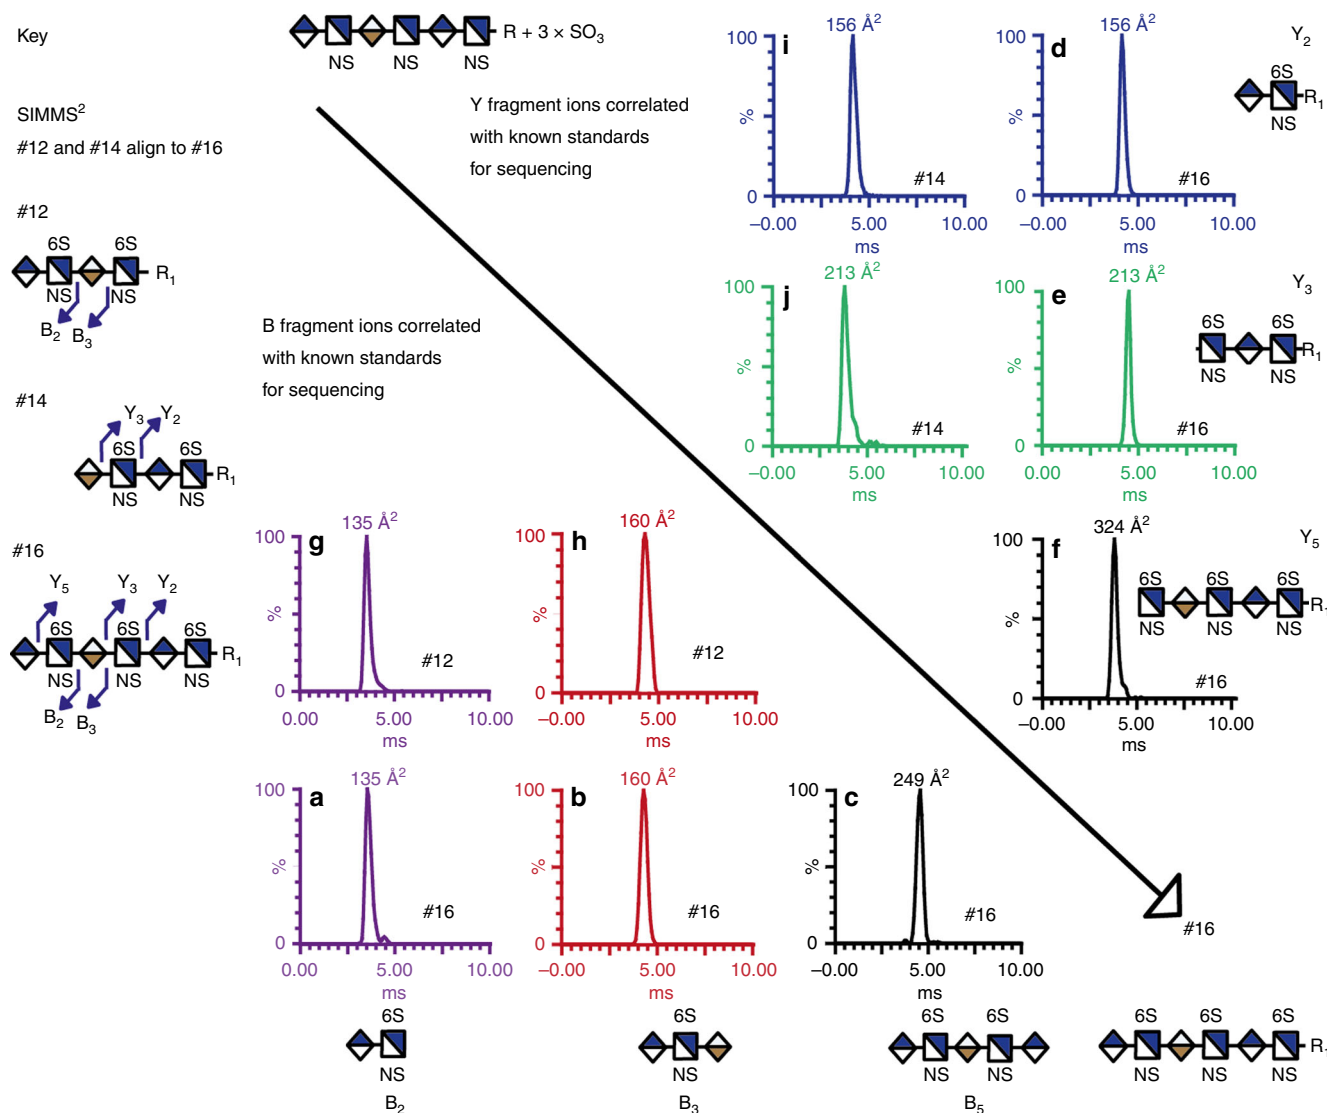 Key
R + 3 × SO3
NS NS NS
SIMMS2
#12 and #14 align to #16
Y fragment ions correlated
with known standards
for sequencing
B fragment ions correlated
with known standards
for sequencing
#12
6S 6S
R1
NS NS
B2 B3
#14
Y3 Y2
6S 6S
R1
NS NS
#16
Y5 Y3 Y2
6S 6S 6S
R1
NS NS NS
B2 B3
i
156 Å2
100
%
0
#14
–0.00 5.00 10.00
ms
d
156 Å2
100
%
0
#16
–0.00 5.00 10.00
ms
Y2
6S
R1
NS
j
213 Å2
100
%
0
#14
–0.00 5.00 10.00
ms
e
213 Å2
100
%
0
#16
0.00 5.00 10.00
ms
Y3
6S 6S
R1
NS NS
g
135 Å2
100
%
0
#12
0.00 5.00 10.00
ms
h
160 Å2
100
%
0
#12
–0.00 5.00 10.00
ms
f
324 Å2
100
%
0
#16
–0.00 5.00 10.00
ms
Y5
6S 6S 6S
R
NS NS NS
a
135 Å2
100
%
0
#16
0.00 5.00 10.00
ms
6S
NS
B2
b
160 Å2
100
%
0
#16
–0.00 5.00 10.00
ms
6S
NS
B3
c
249 Å2
100
%
0
#16
–0.00 5.00 10.00
ms
6S 6S
NS NS
B5
#16
6S 6S 6S
R
NS NS NS